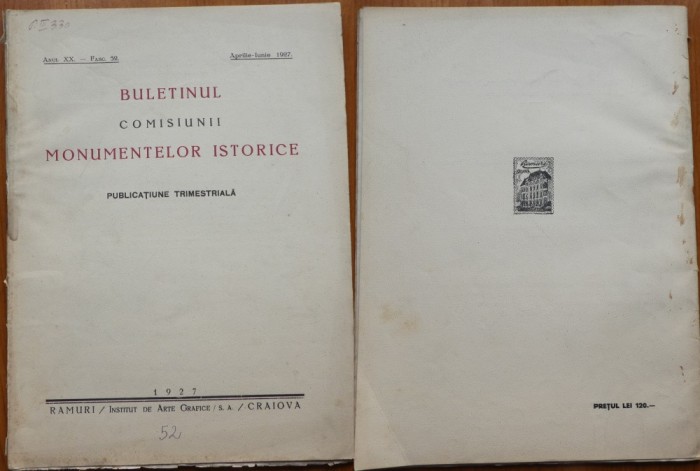 Anul XX. — Fasc 52.
Aprilie-Iunie 1927.
BULETINUL
COMISIUNII
MONUMENTELOR ISTORICE
PUBLICAȚIUNE TRIMESTRIALĂ
1927
RAMURI / INSTITUT DE ARTE GRAFICE / S. A. / CRAIOVA
52
Ramuri
PREȚUL LEI 120.—